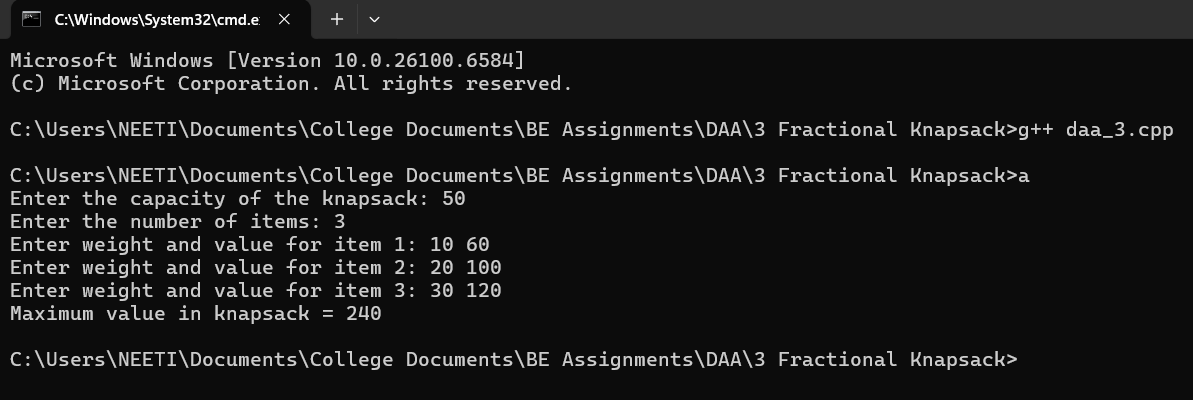 C:\Windows\System32\cmd.e
Microsoft Windows [Version 10.0.26100.6584]
(c) Microsoft Corporation. All rights reserved.
C:\Users\NEETI\Documents\College Documents\BE Assignments\DAA\3 Fractional Knapsack>g++ daa_3.cpp
C:\Users\NEETI\Documents\College Documents\BE Assignments\DAA\3 Fractional Knapsack>a
Enter the capacity of the knapsack: 50
Enter the number of items: 3
Enter weight and value for item 1: 10 60
Enter weight and value for item 2: 20 100
Enter weight and value for item 3: 30 120
Maximum value in knapsack = 240
C:\Users\NEETI\Documents\College Documents\BE Assignments\DAA\3 Fractional Knapsack>